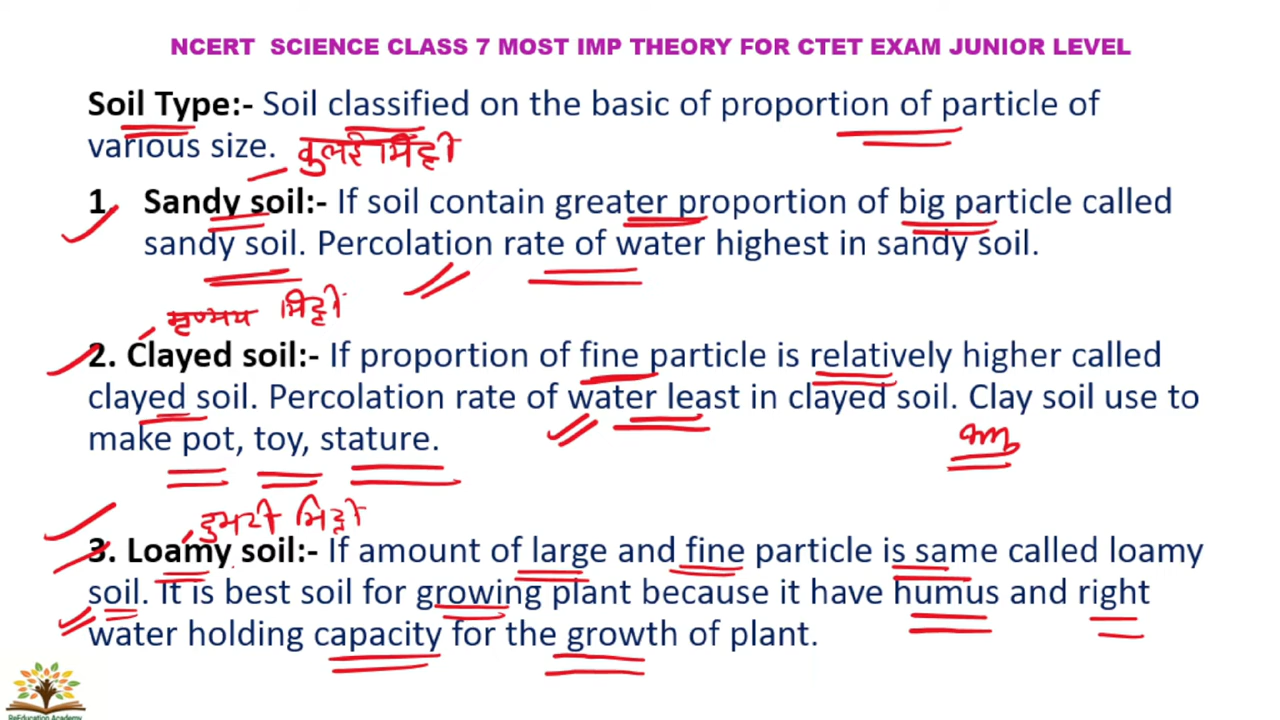 NCERT SCIENCE CLASS 7 MOST IMP THEORY FOR CTET EXAM JUNIOR LEVEL
Soil Type:- Soil classified on the basic of proportion of particle of
various size.
मिट्टी
1. Sandy soil:- If soil contain greater proportion of big particle called
sandy soil. Percolation rate of water highest in sandy soil.
मृण्मय मिट्टी
2. Clayed soil:- If proportion of fine particle is relatively higher called
clayed soil. Percolation rate of water least in clayed soil. Clay soil use to
make pot, toy, stature.
कम
दुमटी मिट्टी
3. Loamy soil:- If amount of large and fine particle is same called loamy
soil. It is best soil for growing plant because it have humus and right
water holding capacity for the growth of plant.
BeEducation Academy